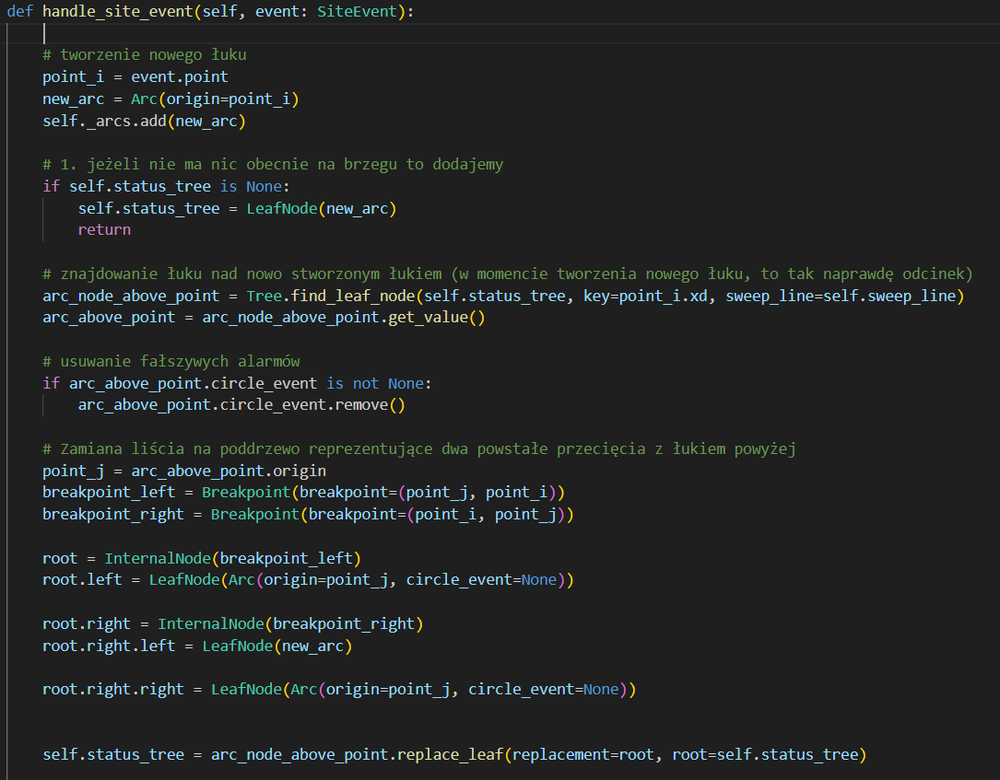 def handle_site_event(self, event: SiteEvent):
# tworzenie nowego łuku
point_i = event.point
new_arc = Arc(origin=point_i)
self._arcs.add(new_arc)
# 1. jeżeli nie ma nic obecnie na brzegu to dodajemy
if self.status_tree is None:
self.status_tree = LeafNode(new_arc)
return
# znajdowanie łuku nad nowo stworzonym łukiem (w momencie tworzenia nowego łuku, to tak naprawdę odcinek)
arc_node_above_point = Tree.find_leaf_node(self.status_tree, key=point_i.xd, sweep_line=self.sweep_line)
arc_above_point = arc_node_above_point.get_value()
# usuwanie fałszywych alarmów
if arc_above_point.circle_event is not None:
arc_above_point.circle_event.remove()
# Zamiana liścia na poddrzewo reprezentujące dwa powstałe przecięcia z łukiem powyżej
point_j = arc_above_point.origin
breakpoint_left = Breakpoint(breakpoint=(point_j, point_i))
breakpoint_right = Breakpoint(breakpoint=(point_i, point_j))
root = InternalNode(breakpoint_left)
root.left = LeafNode(Arc(origin=point_j, circle_event=None))
root.right = InternalNode(breakpoint_right)
root.right.left = LeafNode(new_arc)
root.right.right = LeafNode(Arc(origin=point_j, circle_event=None))
self.status_tree = arc_node_above_point.replace_leaf(replacement=root, root=self.status_tree)